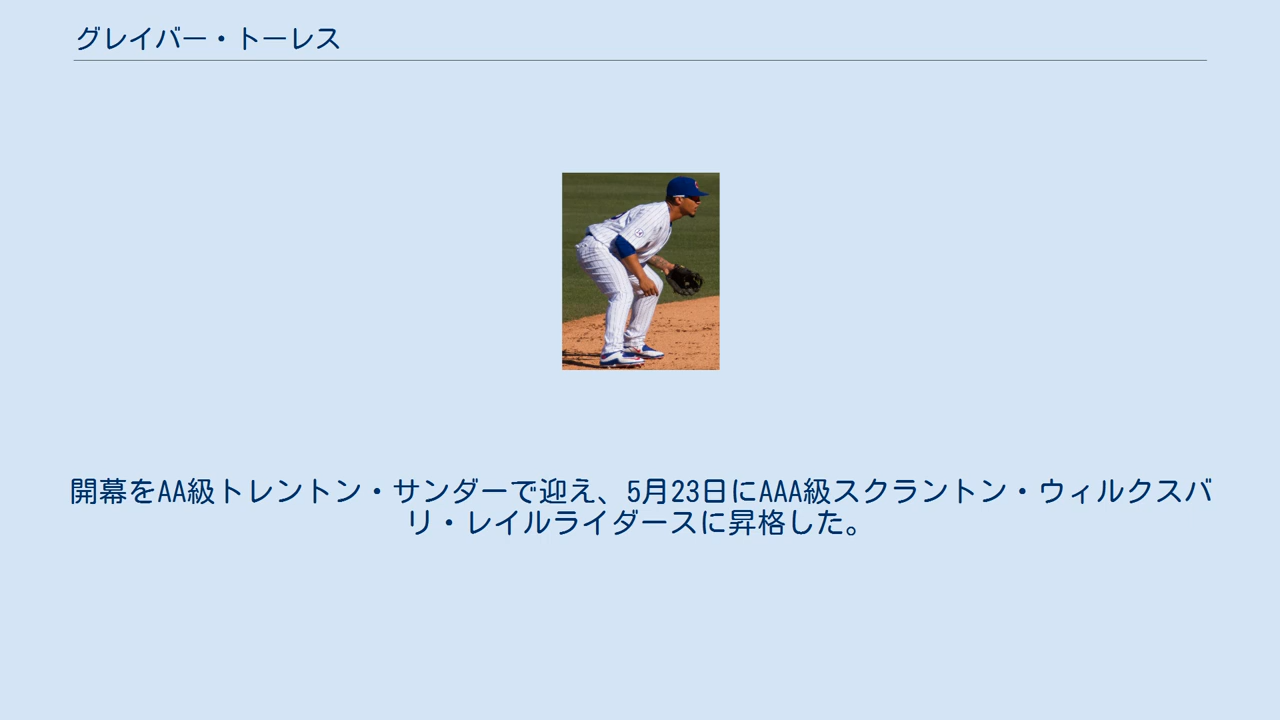 グレイバー・トーレス
開幕をAA級トレントン・サンダーで迎え、5月23日にAAA級スクラントン・ウィルクスバ
リ・レイルライダースに昇格した。